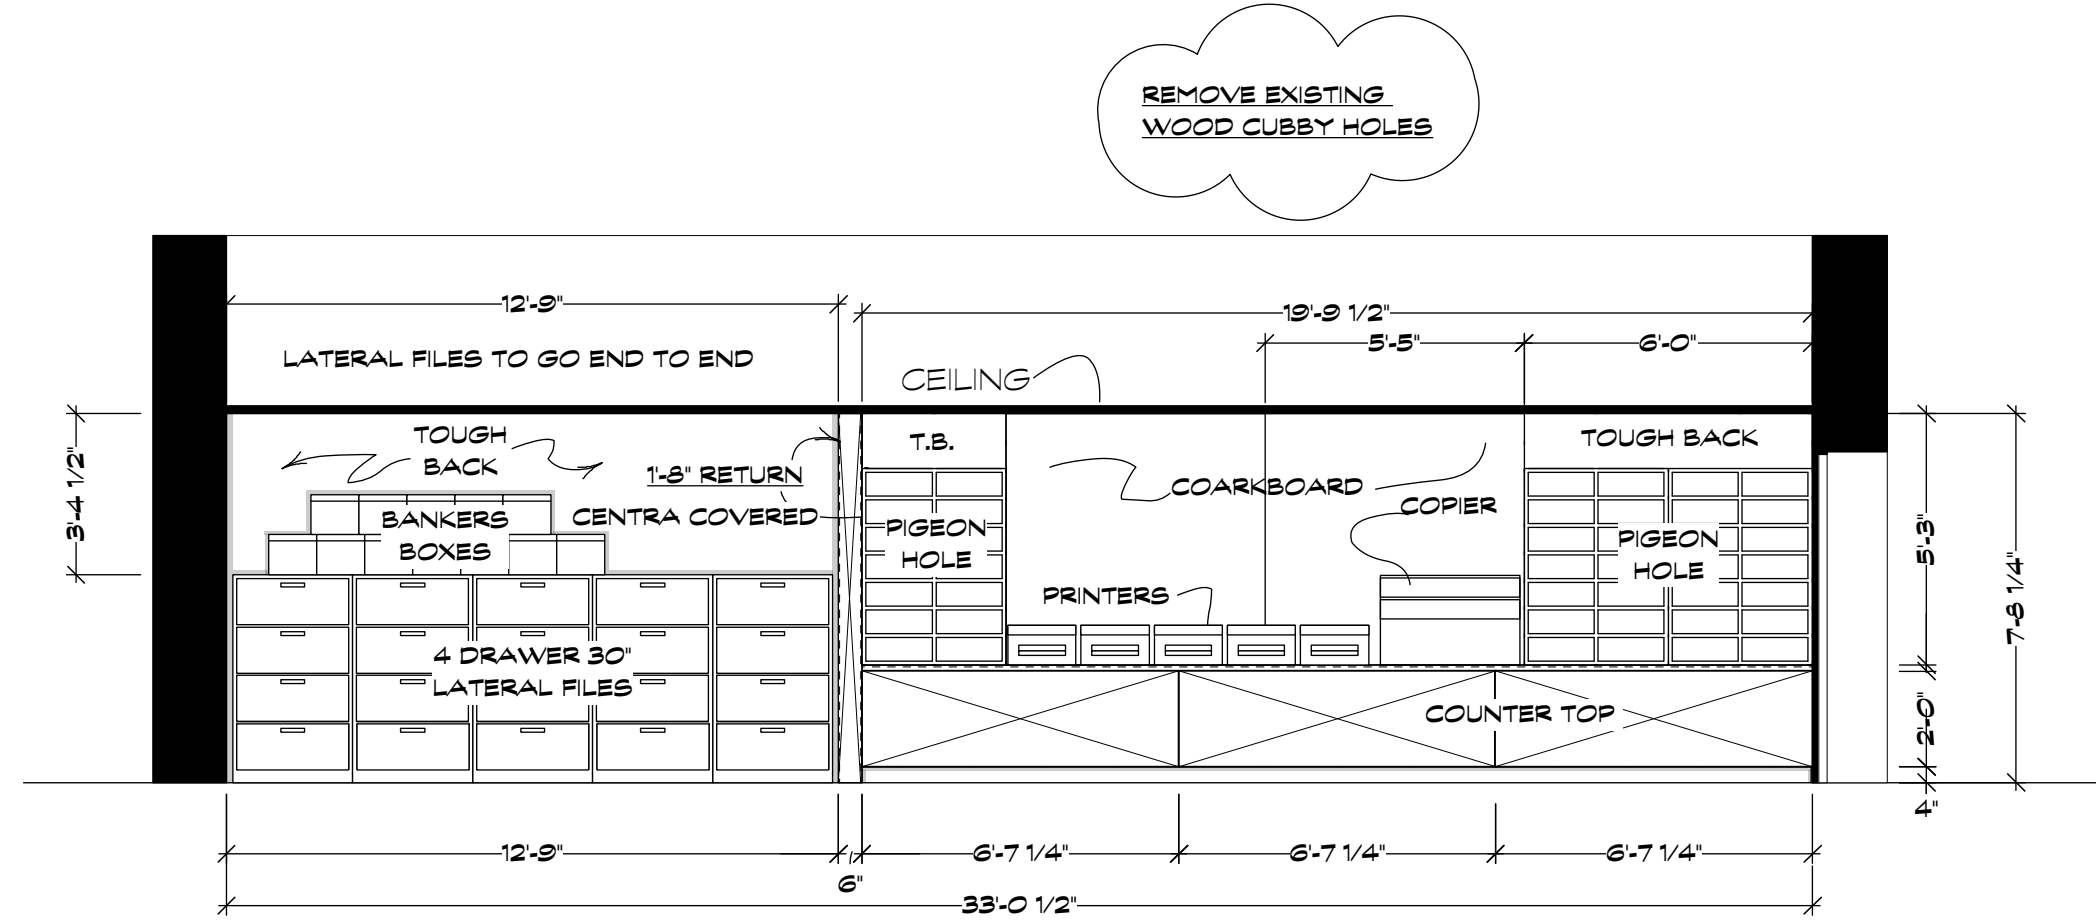 REMOVE EXISTING
WOOD CUBBY HOLES
12'-9"
19'-9 1/2"
5'-5"
6'-0"
LATERAL FILES TO GO END TO END
CEILING
TOUGH
BACK
T.B.
TOUGH BACK
3'-4 1/2"
1'-8" RETURN
COARKBOARD
COPIER
BANKERS
BOXES
CENTRA COVERED
PIGEON
HOLE
PIGEON
HOLE
5'-3"
7'-8 1/4"
PRINTERS
4 DRAWER 30"
LATERAL FILES
COUNTER TOP
2'-0"
4"
12'-9"
6"
6'-7 1/4"
6'-7 1/4"
6'-7 1/4"
33'-0 1/2"